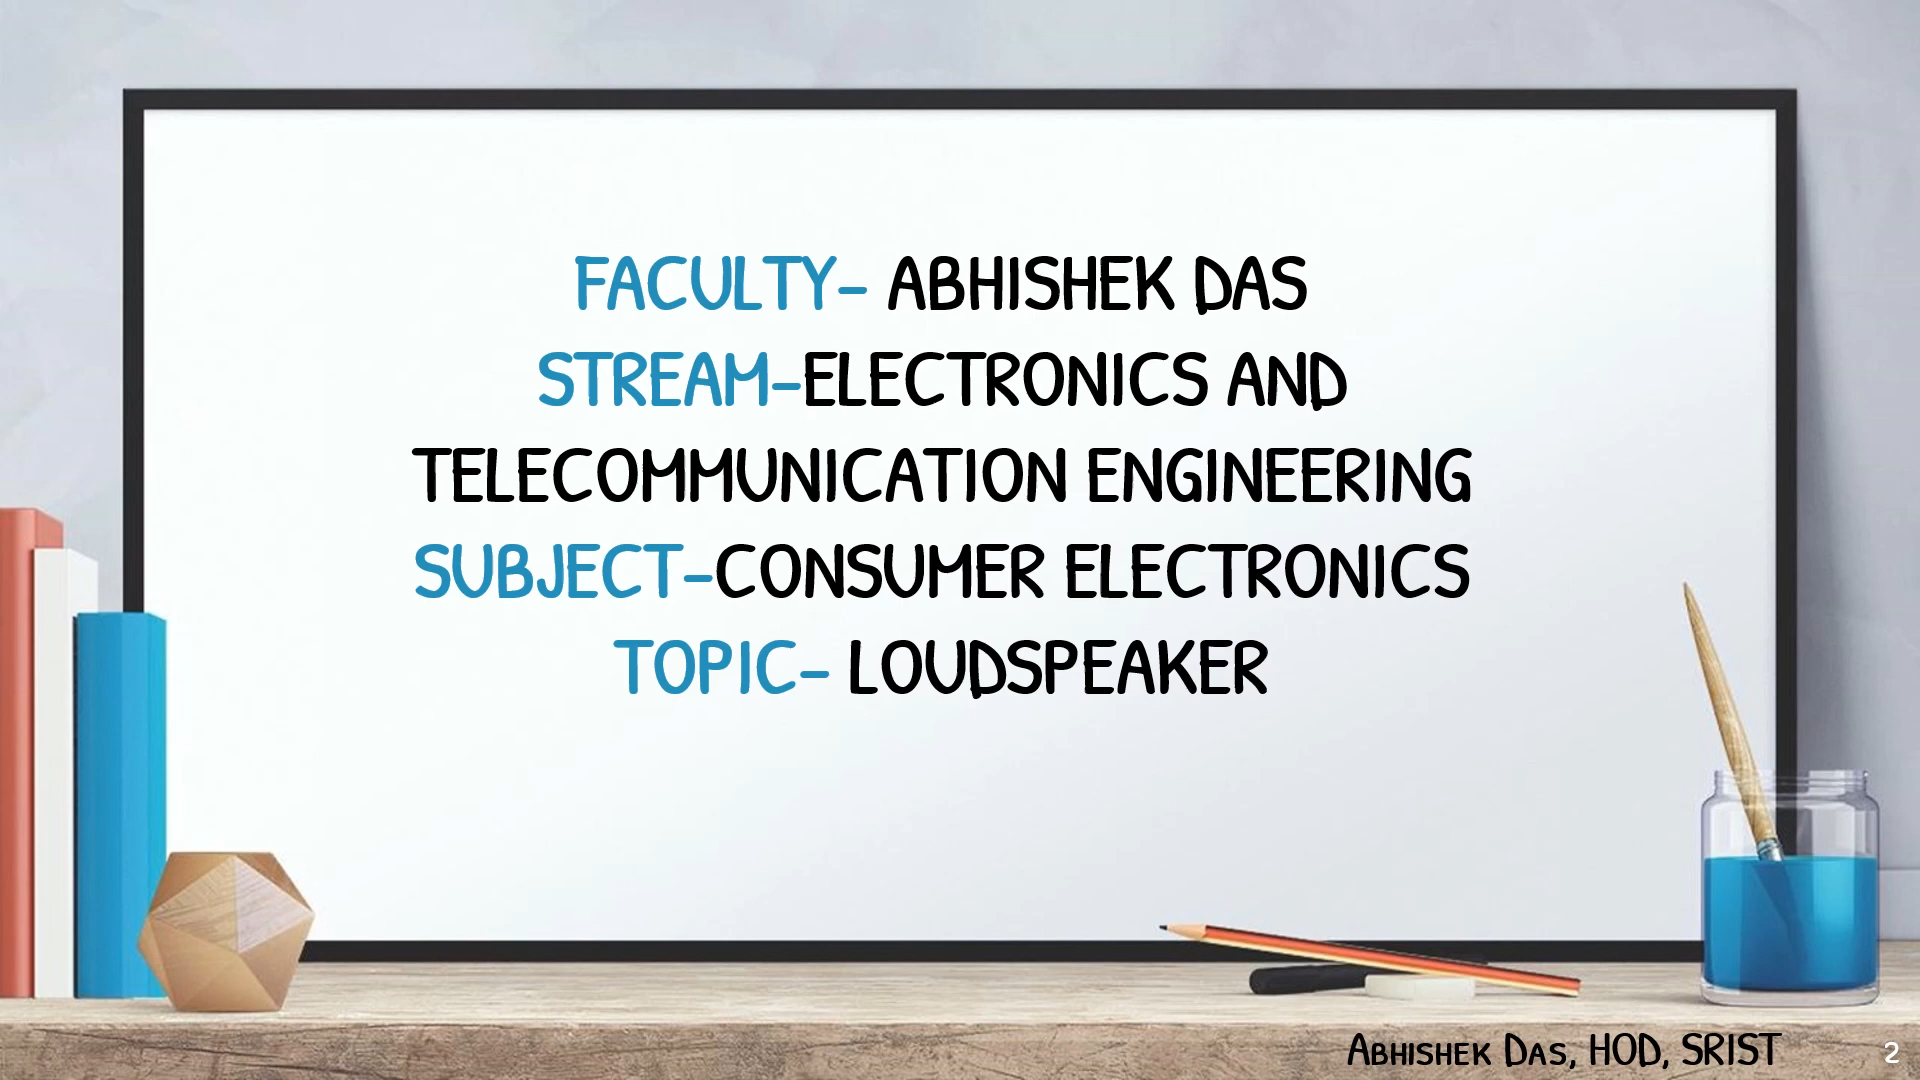 FACULTY- ABHISHEK DAS
STREAM-ELECTRONICS AND
TELECOMMUNICATION ENGINEERING
SUBJECT-CONSUMER ELECTRONICS
TOPIC- LOUDSPEAKER
ABHISHEK DAS, HOD, SRIST
2